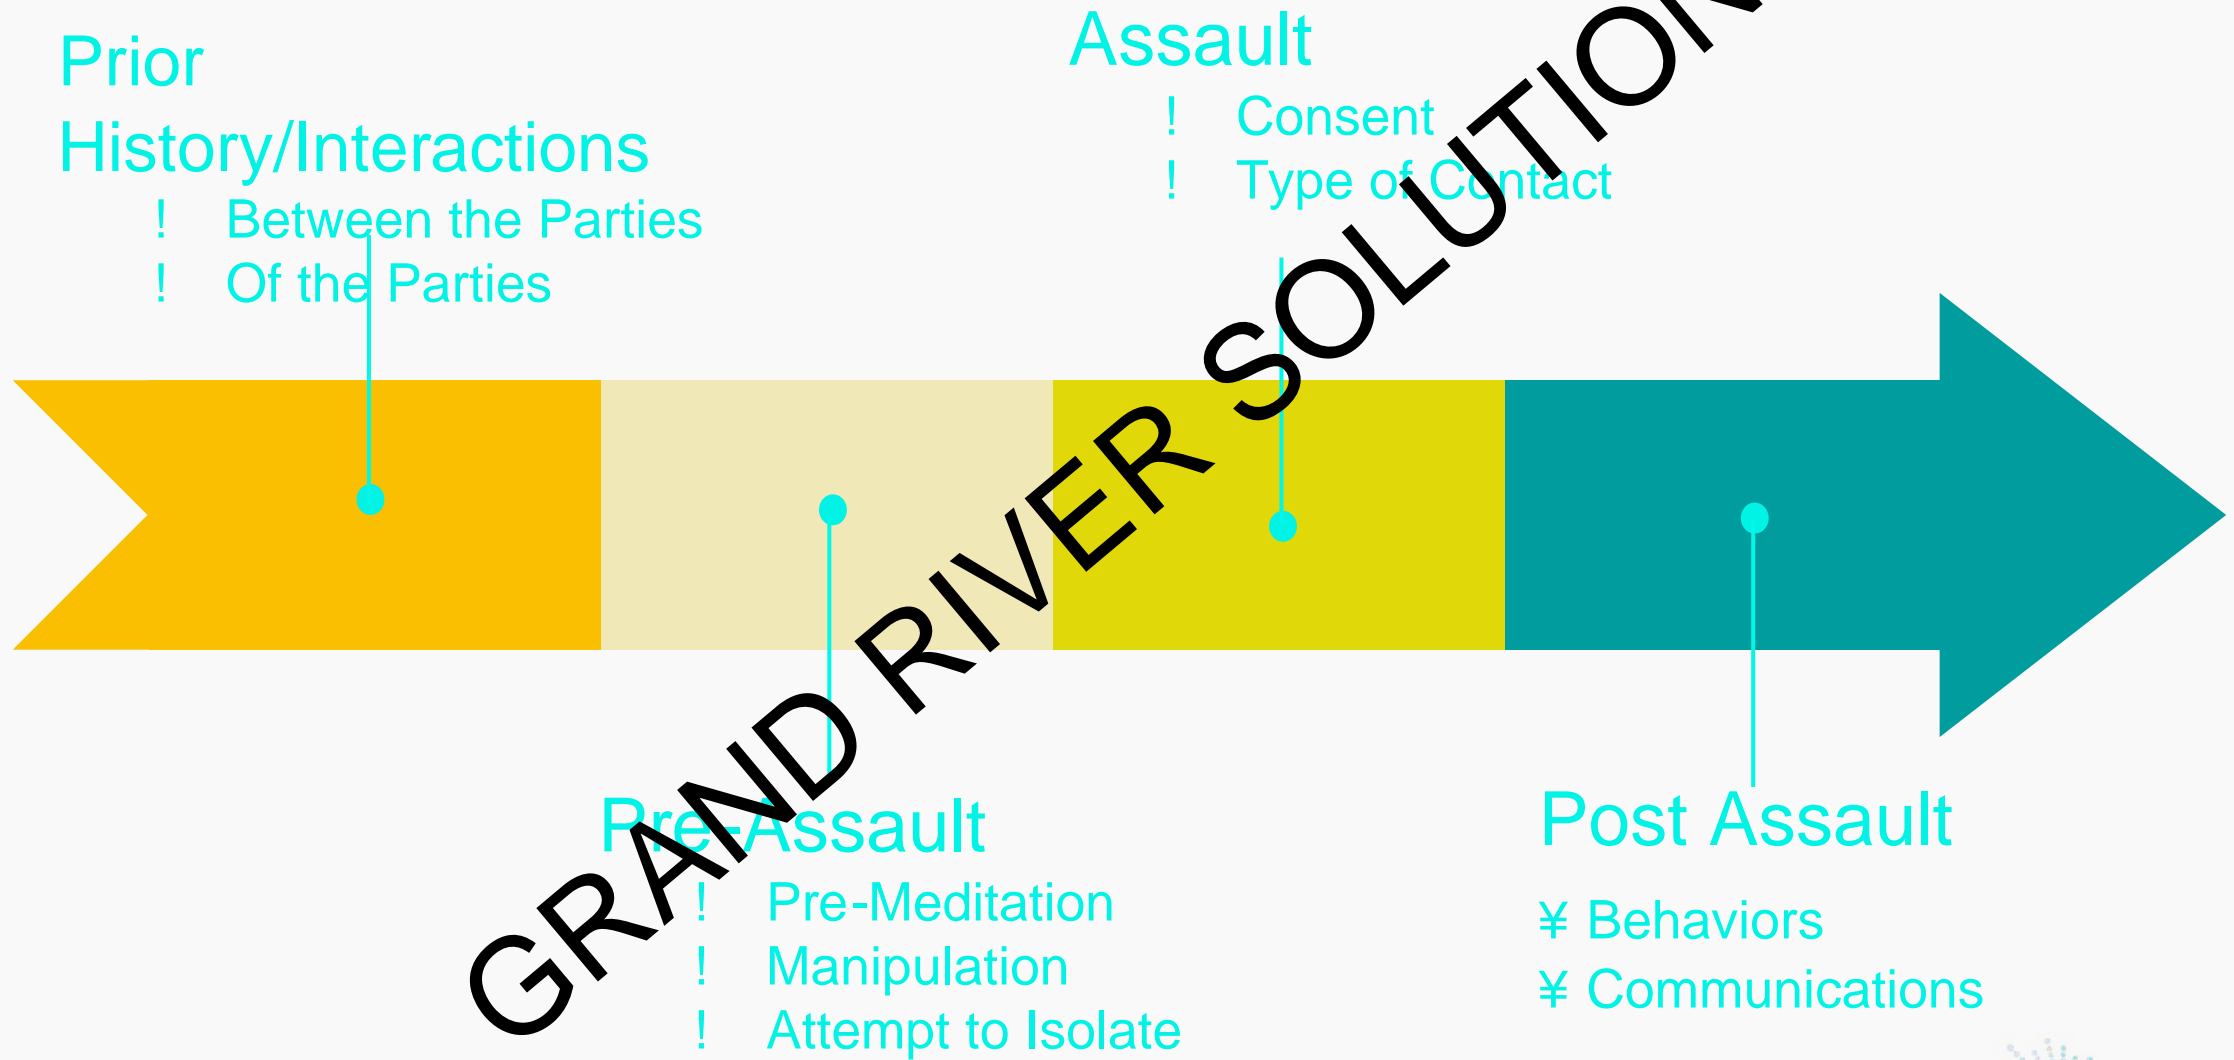 Prior
History/Interactions
! Between the Parties
! Of the Parties
Assault
! Consent
! Type of Contact
Pre-Assault
! Pre-Meditation
! Manipulation
! Attempt to Isolate
Post Assault
¥ Behaviors
¥ Communications
GRAND RIVER SOLUTION